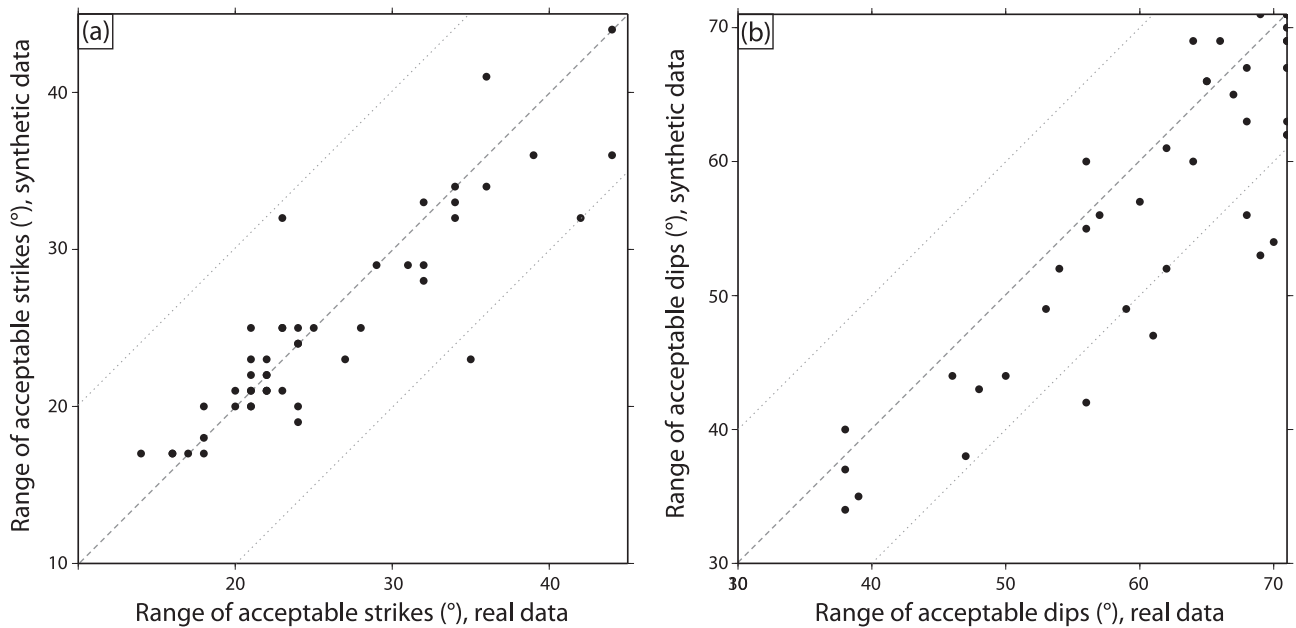 (a)
Range of acceptable strikes (°), synthetic data
40
30
20
10
20
30
40
Range of acceptable strikes (°), real data
(b)
Range of acceptable dips (°), synthetic data
70
60
50
40
30
30
40
50
60
70
Range of acceptable dips (°), real data